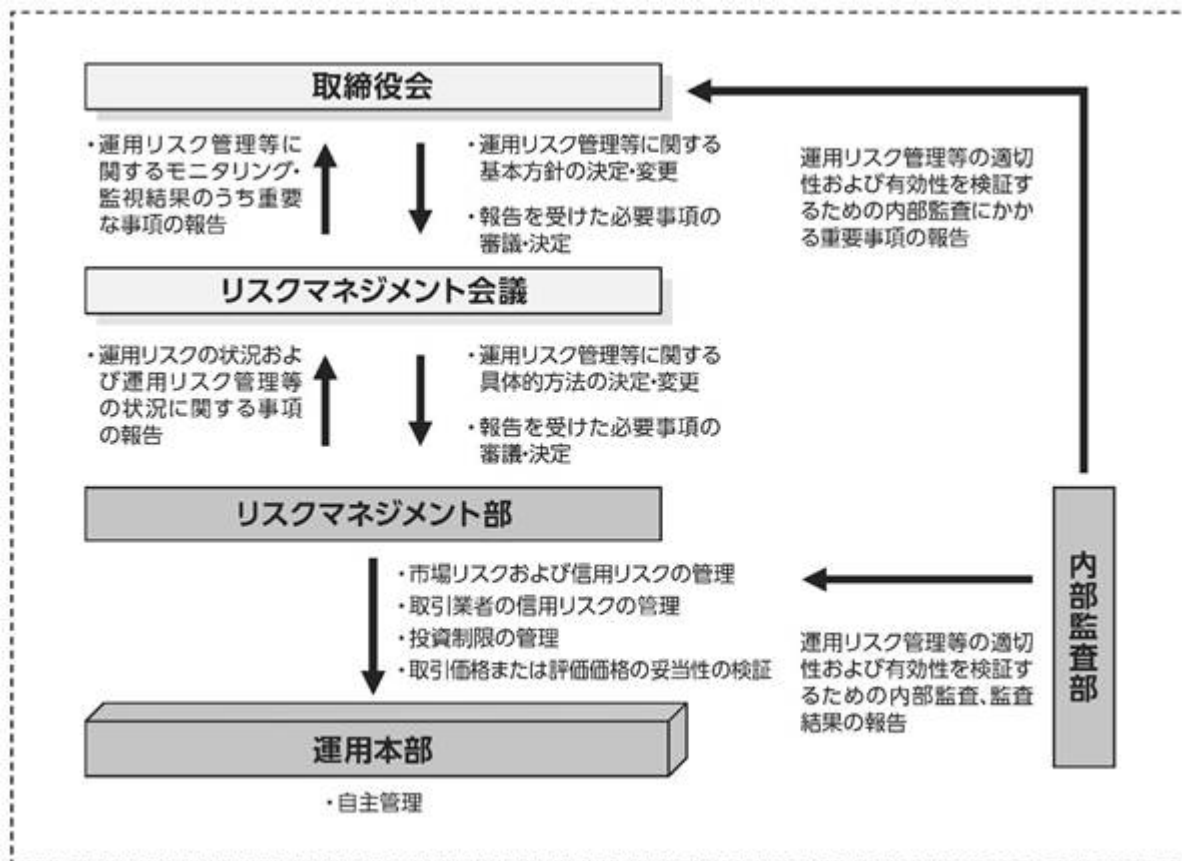 取締役会
・運用リスク管理等に
関するモニタリング・
監視結果のうち重要
な事項の報告
・運用リスク管理等に関する
基本方針の決定・変更
・報告を受けた必要事項の
審議・決定
運用リスク管理等の適切
性および有効性を検証す
るための内部監査にかか
る重要事項の報告
リスクマネジメント会議
・運用リスクの状況およ
び運用リスク管理等
の状況に関する事項
の報告
・運用リスク管理等に関する
具体的方法の決定・変更
・報告を受けた必要事項の
審議・決定
リスクマネジメント部
・市場リスクおよび信用リスクの管理
・取引業者の信用リスクの管理
・投資制限の管理
・取引価格または評価価格の妥当性の検証
内部監査部
運用リスク管理等の適切
性および有効性を検証す
るための内部監査、監査
結果の報告
運用本部
・自主管理